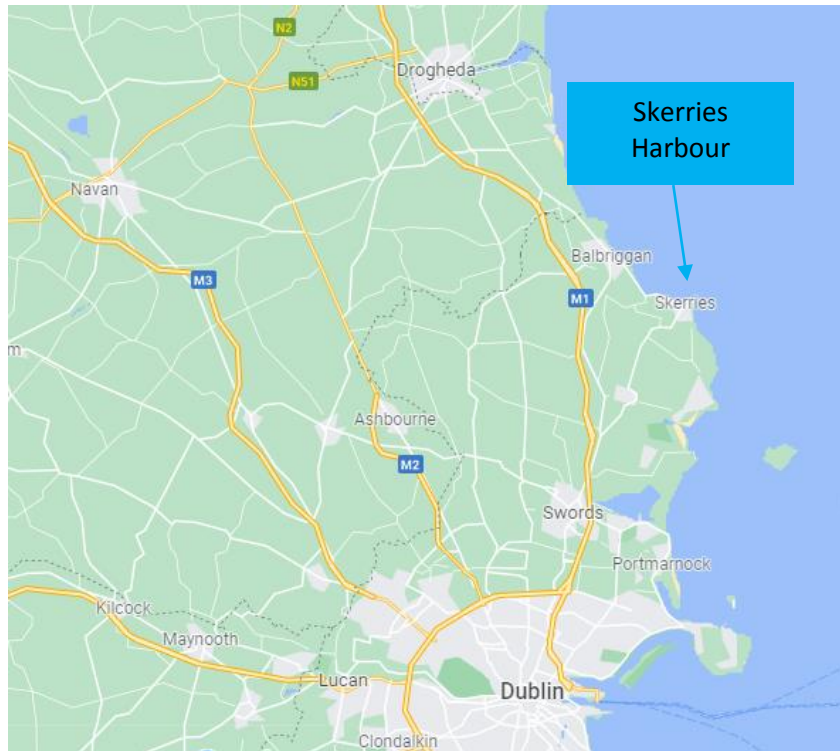 N2
N51
Drogheda
Skerries
Harbour
Navan
Balbriggan
M3
M1
Skerries
m
Ashbourne
M2
Swords
Portmarnock
Kilcock
Maynooth
Lucan
Dublin
Clondalkin